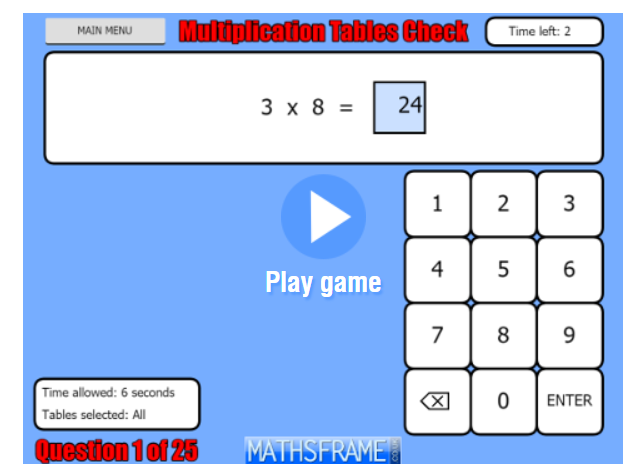 MAIN MENU
Multiplication Tables Check
Time left: 2
3 x 8 = 24
Play game
1 2 3
4 5 6
7 8 9
0 ENTER
Time allowed: 6 seconds
Tables selected: All
Question 1 of 25
MATHSFRAME